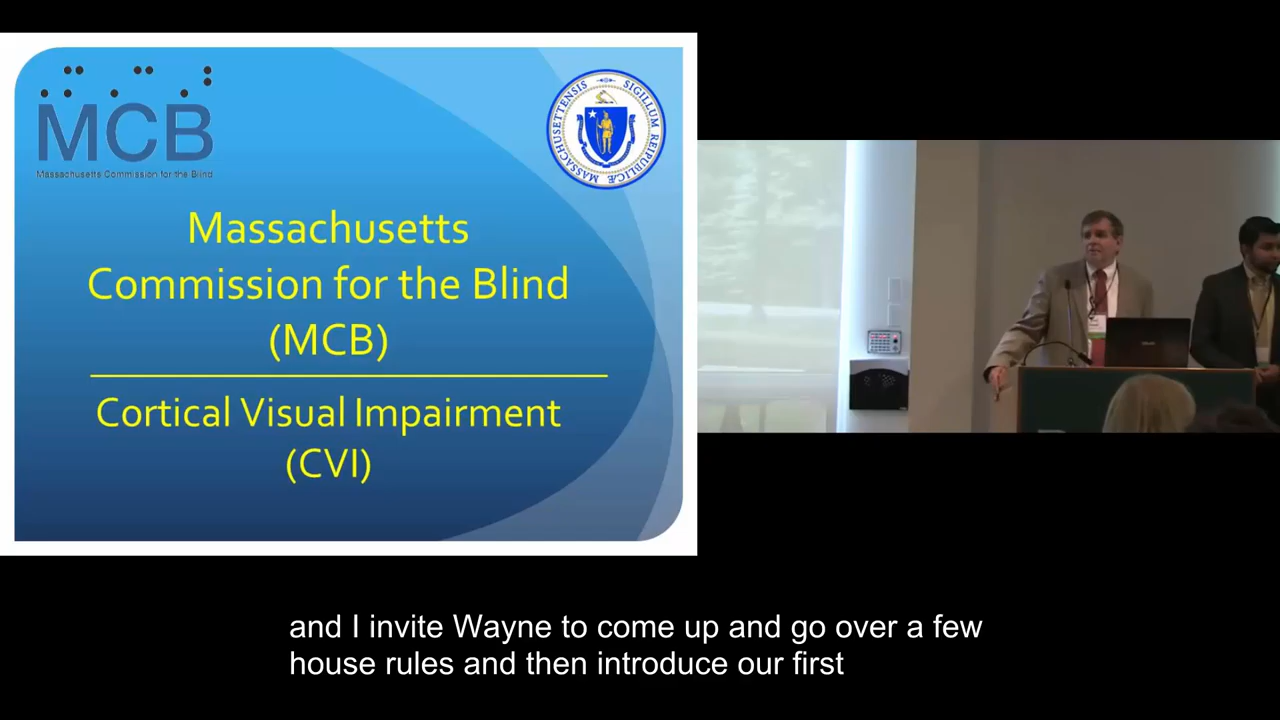 MCB
Massachusetts Commission for the Blind
SIGILLUM REIPUBLICÆ MASSACHUSETTENSIS
Massachusetts
Commission for the Blind
(MCB)
Cortical Visual Impairment
(CVI)
and I invite Wayne to come up and go over a few
house rules and then introduce our first